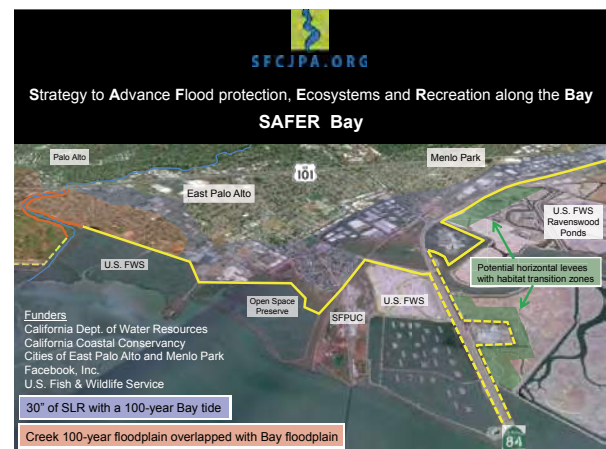 SFCJPA.ORG
Strategy to Advance Flood protection, Ecosystems and Recreation along the Bay
SAFER Bay
Palo Alto
Menlo Park
101
East Palo Alto
U.S. FWS
Ravenswood
Ponds
U.S. FWS
Potential horizontal levees
with habitat transition zones
Open Space
Preserve
SFPUC
U.S. FWS
Funders
California Dept. of Water Resources
California Coastal Conservancy
Cities of East Palo Alto and Menlo Park
Facebook, Inc.
U.S. Fish & Wildlife Service
30" of SLR with a 100-year Bay tide
Creek 100-year floodplain overlapped with Bay floodplain
84